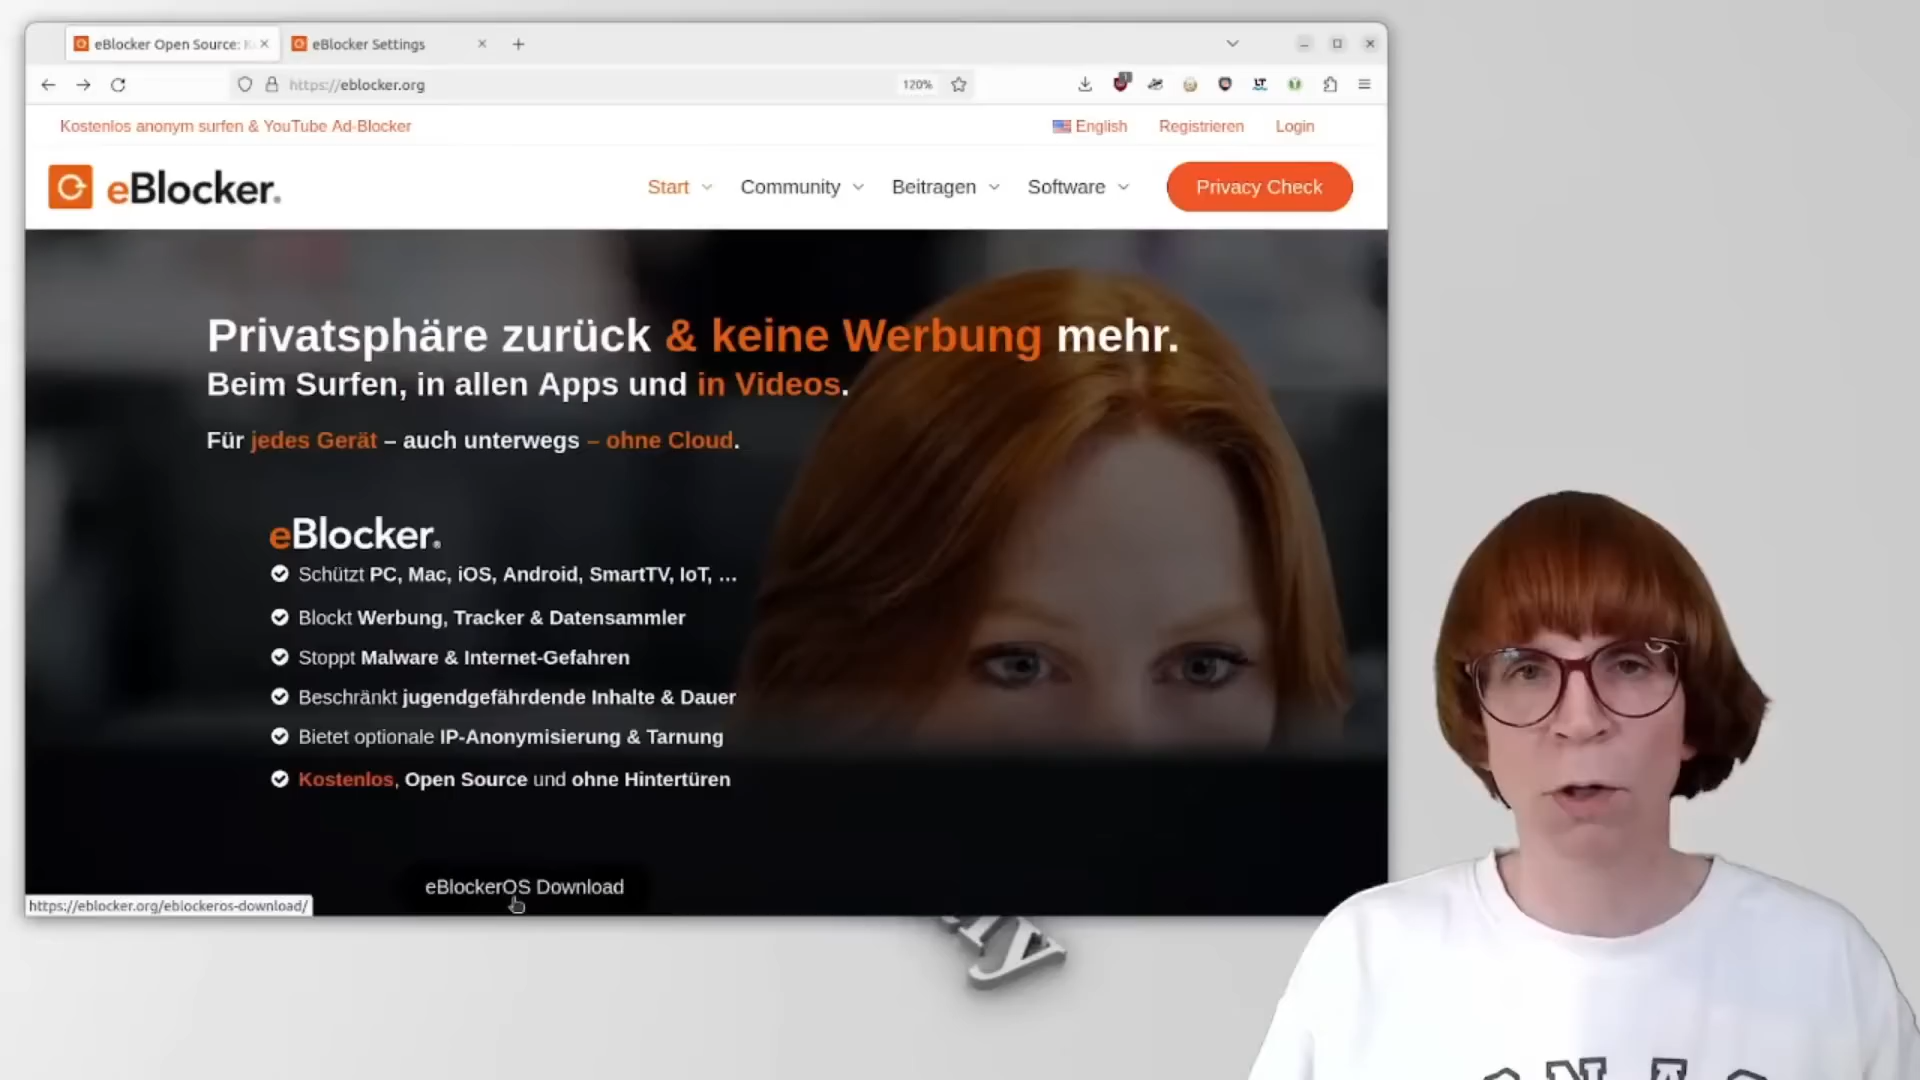 eBlocker Open Source: K
eBlocker Settings
https://eblocker.org
120%
1
LT
Kostenlos anonym surfen & YouTube Ad-Blocker
English
Registrieren
Login
eBlocker.
Start
Community
Beitragen
Software
Privacy Check
Privatsphäre zurück & keine Werbung mehr.
Beim Surfen, in allen Apps und in Videos.
Für jedes Gerät – auch unterwegs – ohne Cloud.
eBlocker.
Schützt PC, Mac, iOS, Android, SmartTV, IoT, ...
Blockt Werbung, Tracker & Datensammler
Stoppt Malware & Internet-Gefahren
Beschränkt jugendgefährdende Inhalte & Dauer
Bietet optionale IP-Anonymisierung & Tarnung
Kostenlos, Open Source und ohne Hintertüren
eBlockerOS Download
https://eblocker.org/eblockeros-download/